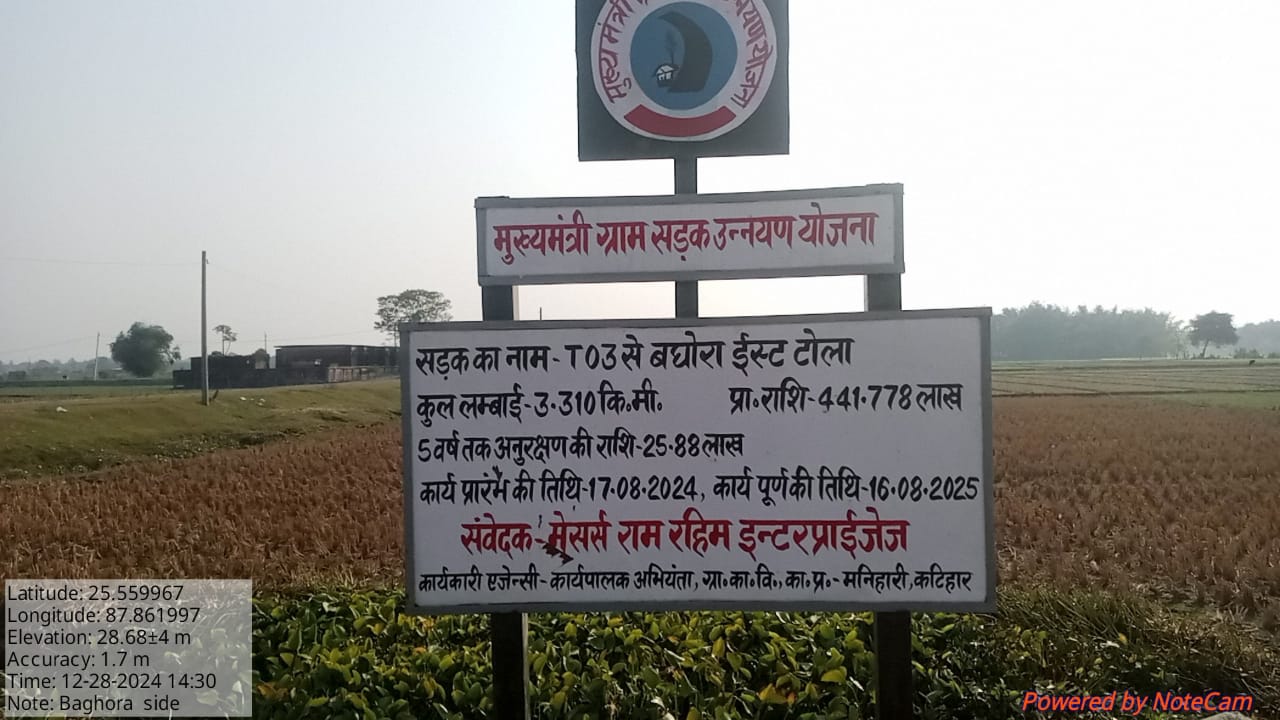 मुख्य मंत्री
न्नयण योजना
मुख्यमंत्री ग्राम सड़क उन्नयण योजना
सड़क का नाम-T03 से बघोरा ईस्ट टोला
कुल लम्बाई-3.310 कि.मी. प्रा.राशि-441.778 लाख
5 वर्ष तक अनुरक्षण की राशि-25.88 लाख
कार्य प्रारंभ की तिथि-17.08.2024, कार्य पूर्ण की तिथि-16.08.2025
संवेदक-मेसर्स राम रहिम इन्टरप्राईजेज
कार्यकारी एजेन्सी-कार्यपालक अभियंता, ग्रा.का.वि., का.प्र.-मनिहारी, कटिहार
Latitude: 25.559967
Longitude: 87.861997
Elevation: 28.68±4 m
Accuracy: 1.7 m
Time: 12-28-2024 14:30
Note: Baghora side
Powered by NoteCam